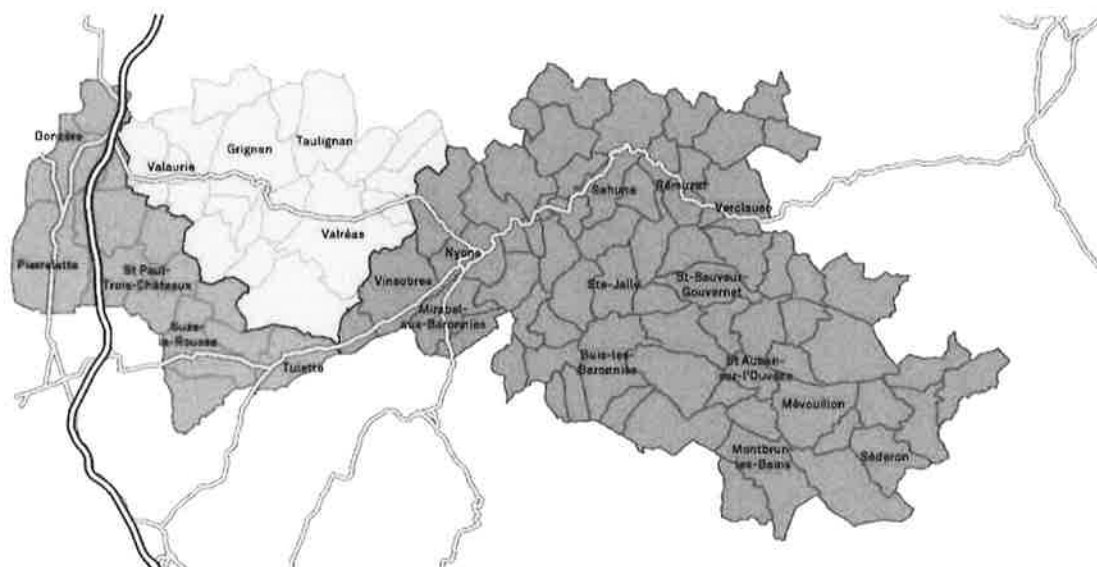 Donzère
Grignan
Taulignan
Valaurie
Valréas
Pierrelatte
St Paul-
Trois-Châteaux
Suze-
la-Rousse
Tulette
Vinsobres
Nyons
Mirabel-
aux-Baronnies
Sahune
Rémuzat
Verclause
Ste-Jalle
St-Sauveur-
Gouvernet
Buis-les-
Baronnies
St Auban-
sur-l'Ouvèze
Mévouillon
Montbrun-
les-Bains
Séderon